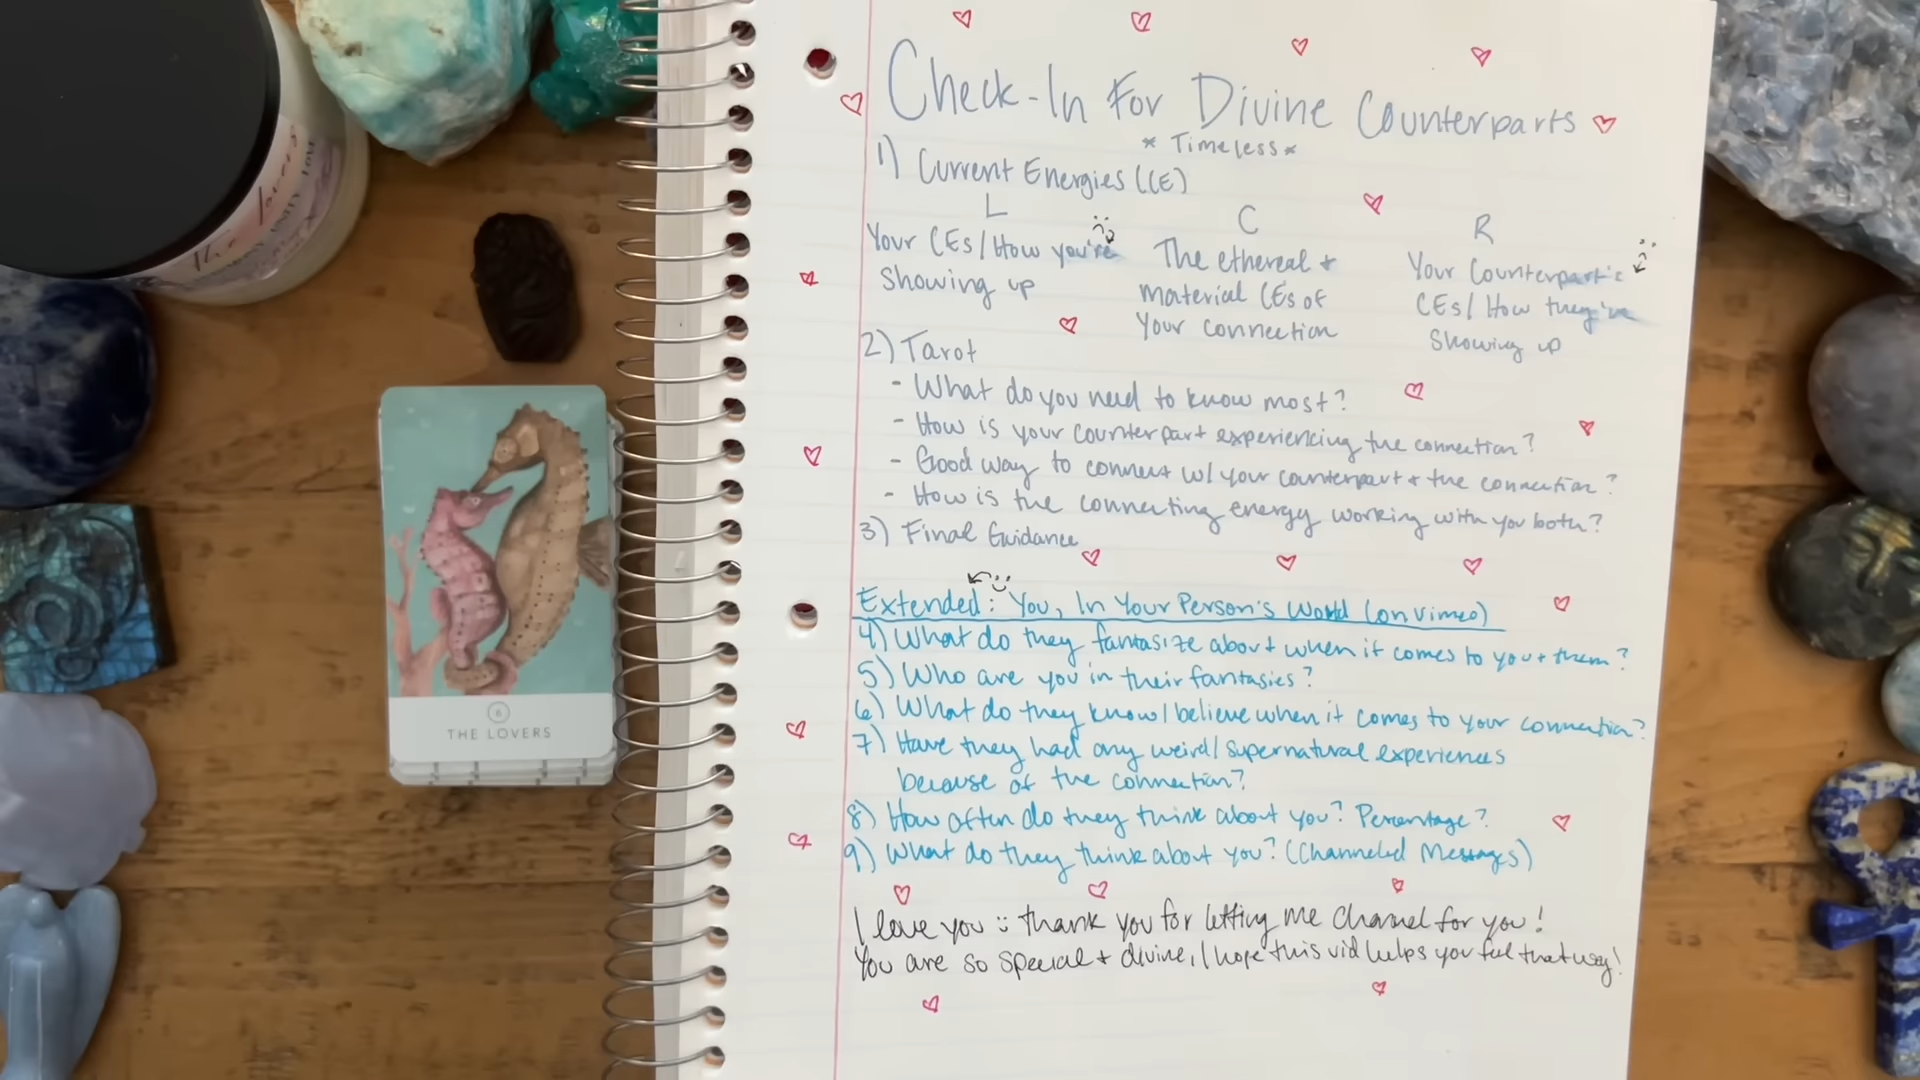 The Lovers
6
THE LOVERS
Check-In For Divine Counterparts
* Timeless *
1) Current Energies (CE)
L
Your CEs/How you're
showing up
C
The ethereal +
material CEs of
Your connection
R
Your Counterpart's
CEs/How they're
showing up
2) Tarot
- What do you need to know most?
- How is your counterpart experiencing the connection?
- Good way to connect w/ your counterpart + the connection?
- How is the connecting energy working with you both?
3) Final Guidance
Extended: You, In Your Person's World (on Vimeo)
4) What do they fantasize about when it comes to you + them?
5) Who are you in their fantasies?
6) What do they know/believe when it comes to your connection?
7) Have they had any weird/supernatural experiences
because of the connection?
8) How often do they think about you? Percentage?
9) What do they think about you? (Channeled Messages)
I love you :) thank you for letting me channel for you!
You are so special + divine, I hope this vid helps you feel that way!